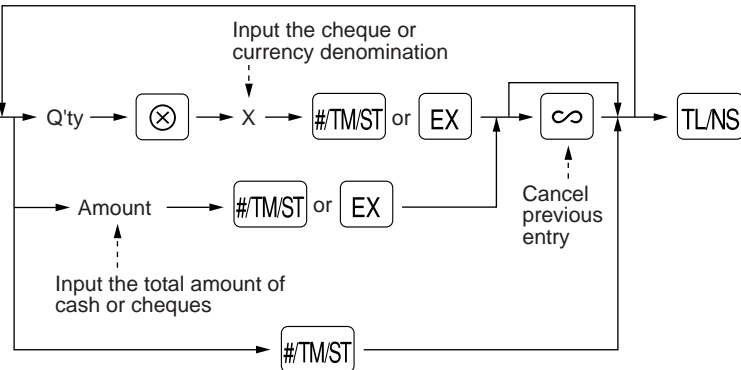 Input the cheque or
currency denomination
Q'ty ⊗ X #/TM/ST or EX ∞ TL/NS
Amount #/TM/ST or EX
Cancel
previous
entry
Input the total amount of
cash or cheques
#/TM/ST